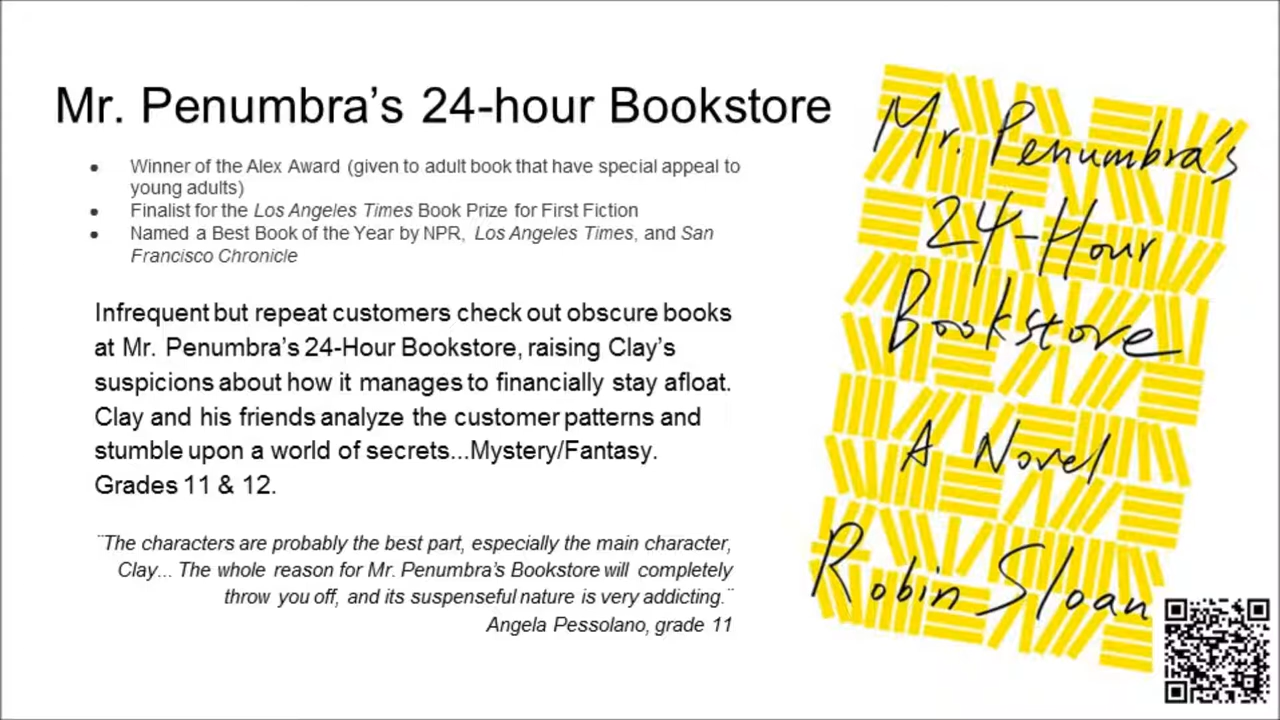 Mr. Penumbra’s 24-hour Bookstore
● Winner of the Alex Award (given to adult book that have special appeal to
young adults)
● Finalist for the Los Angeles Times Book Prize for First Fiction
● Named a Best Book of the Year by NPR, Los Angeles Times, and San
Francisco Chronicle
Infrequent but repeat customers check out obscure books
at Mr. Penumbra’s 24-Hour Bookstore, raising Clay’s
suspicions about how it manages to financially stay afloat.
Clay and his friends analyze the customer patterns and
stumble upon a world of secrets...Mystery/Fantasy.
Grades 11 & 12.
¨The characters are probably the best part, especially the main character,
Clay... The whole reason for Mr. Penumbra’s Bookstore will completely
throw you off, and its suspenseful nature is very addicting.¨
Angela Pessolano, grade 11
Mr. Penumbra’s
24-Hour
Bookstore
A Novel
Robin Sloan